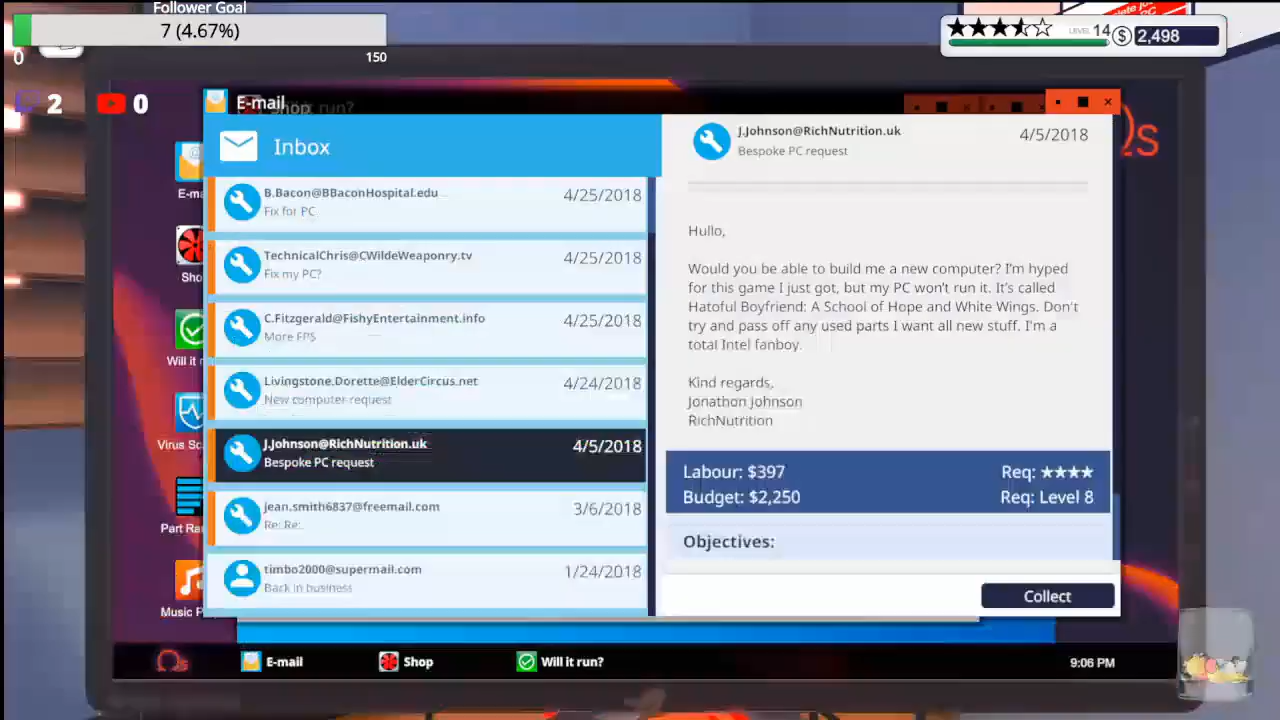 Follower Goal
7 (4.67%)
0
150
LEVEL 14
$ 2,498
2
0
E-mail
Inbox
B.Bacon@BBaconHospital.edu
4/25/2018
Fix for PC
TechnicalChris@CWildeWeaponry.tv
4/25/2018
Fix my PC?
C.Fitzgerald@FishyEntertainment.info
4/25/2018
More FPS
Livingstone.Dorette@ElderCircus.net
4/24/2018
New computer request
J.Johnson@RichNutrition.uk
4/5/2018
Bespoke PC request
jean.smith6837@freemail.com
3/6/2018
Re: Re:
timbo2000@supermail.com
1/24/2018
Back in business
J.Johnson@RichNutrition.uk
4/5/2018
Bespoke PC request
Hullo,
Would you be able to build me a new computer? I'm hyped
for this game I just got, but my PC won't run it. It's called
Hatoful Boyfriend: A School of Hope and White Wings. Don't
try and pass off any used parts I want all new stuff. I'm a
total Intel fanboy.
Kind regards,
Jonathon Johnson
RichNutrition
Labour: $397
Req: ★★★★
Budget: $2,250
Req: Level 8
Objectives:
Collect
E-ma
Sho
Will it r
Virus Sc
Part Ra
Music P
E-mail
Shop
Will it run?
9:06 PM